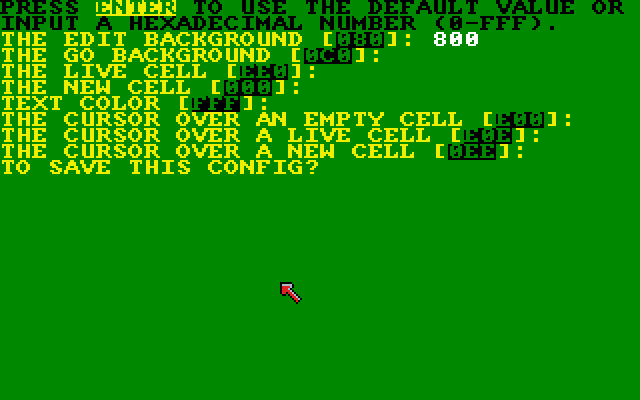 PRESS ENTER TO USE THE DEFAULT VALUE OR
INPUT A HEXADECIMAL NUMBER (0-FFF).
THE EDIT BACKGROUND [080]: 800
THE GO BACKGROUND [0C0]:
THE LIVE CELL [EE0]:
THE NEW CELL [000]:
TEXT COLOR [FFF]:
THE CURSOR OVER AN EMPTY CELL [E00]:
THE CURSOR OVER A LIVE CELL [E0E]:
THE CURSOR OVER A NEW CELL [0EE]:
TO SAVE THIS CONFIG?